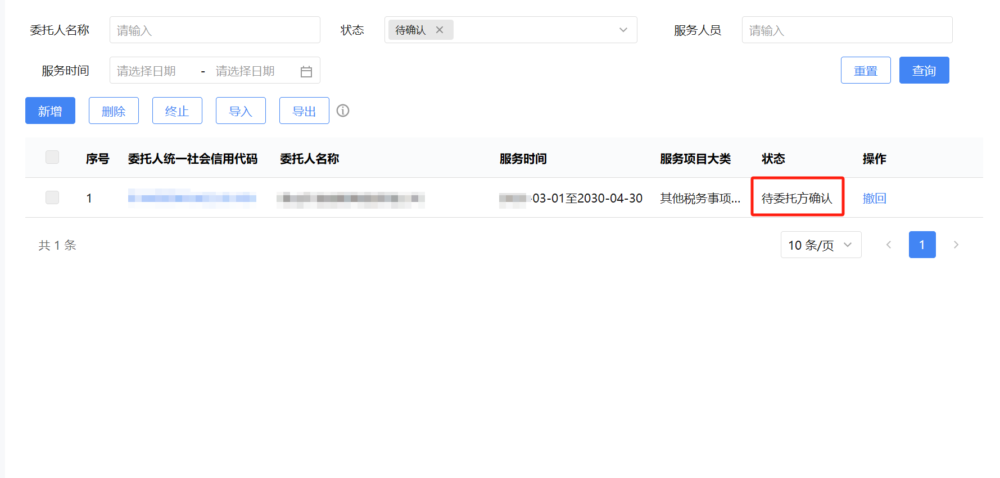 委托人名称 请输入 状态 待确认 服务人员 请输入
服务时间 请选择日期 - 请选择日期 重置 查询
新增 删除 终止 导入 导出
序号 委托人统一社会信用代码 委托人名称 服务时间 服务项目大类 状态 操作
1 -03-01至2030-04-30 其他税务事项... 待委托方确认 撤回
共 1 条 10 条/页 1